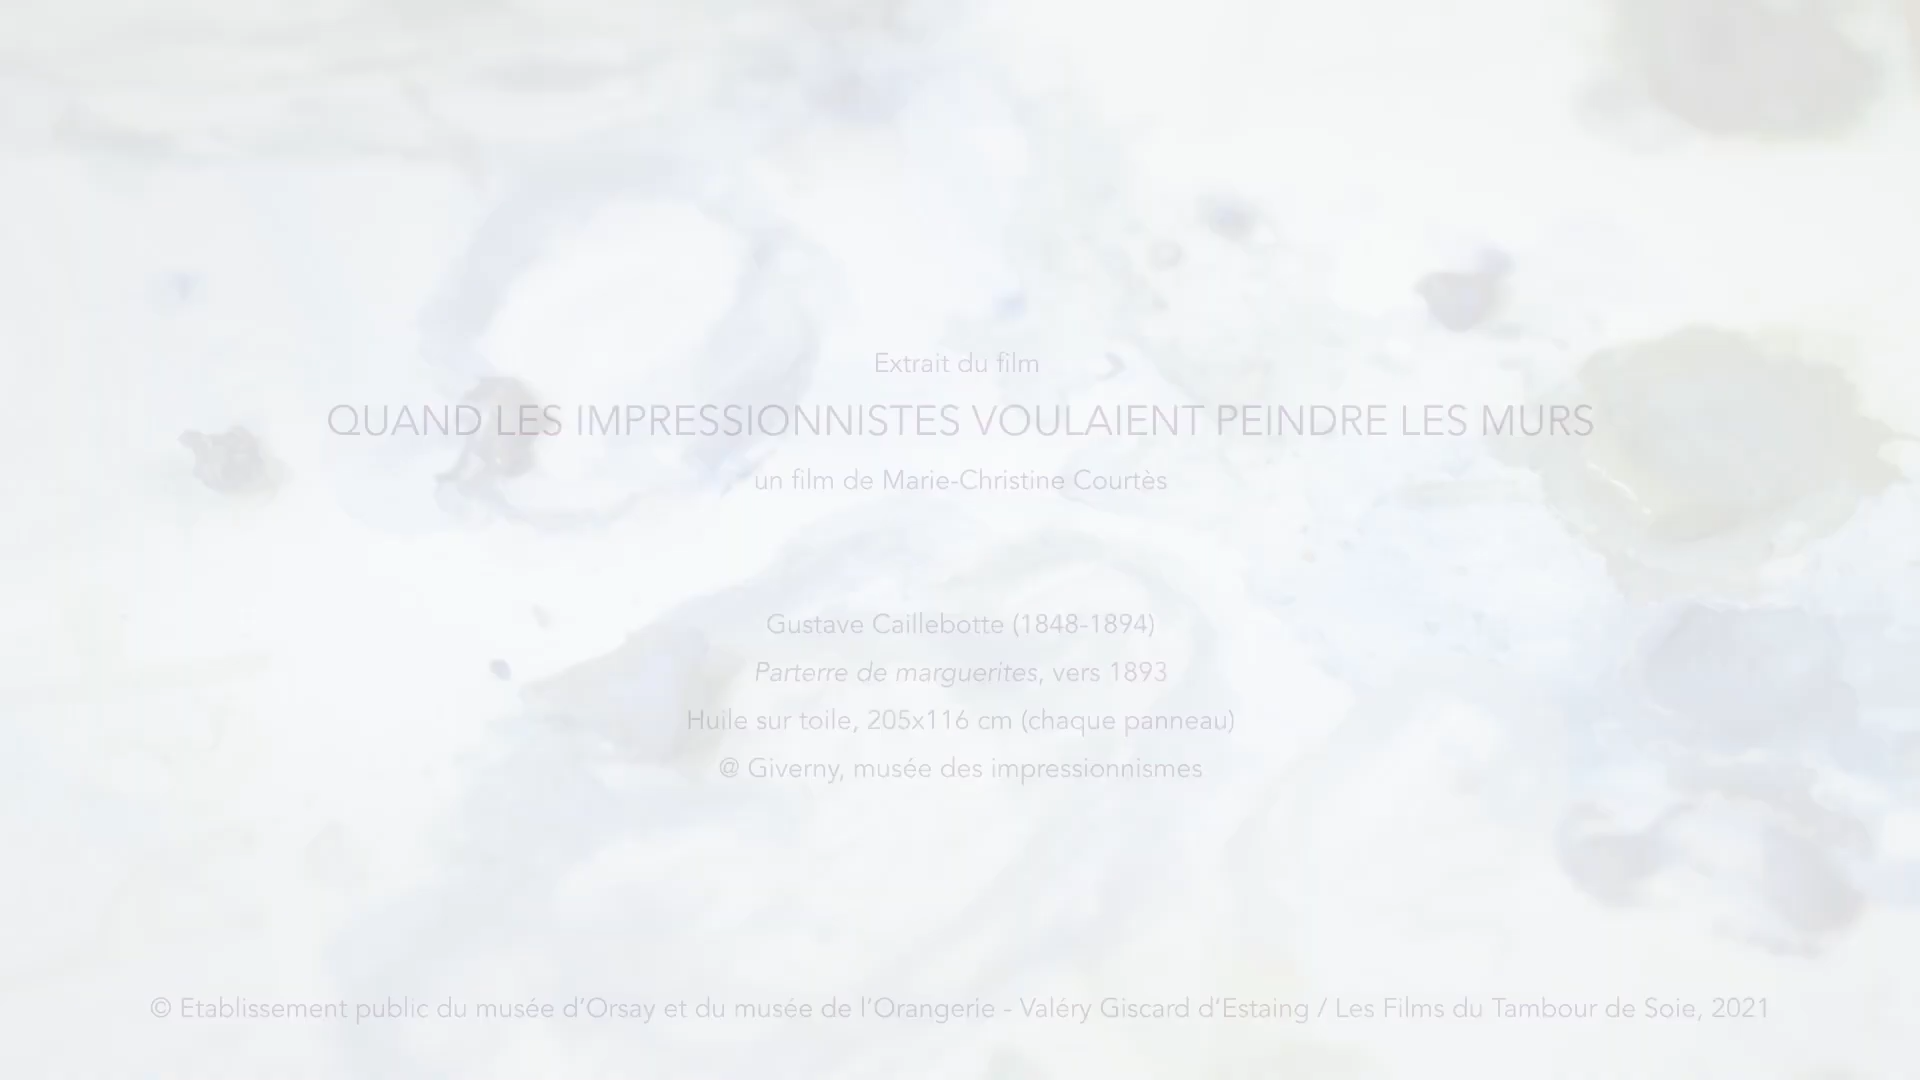 Extrait du film
QUAND LES IMPRESSIONNISTES VOULAIENT PEINDRE LES MURS
un film de Marie-Christine Courtès
Gustave Caillebotte (1848-1894)
Parterre de marguerites, vers 1893
Huile sur toile, 205x116 cm (chaque panneau)
@ Giverny, musée des impressionnismes
© Etablissement public du musée d’Orsay et du musée de l’Orangerie - Valéry Giscard d’Estaing / Les Films du Tambour de Soie, 2021